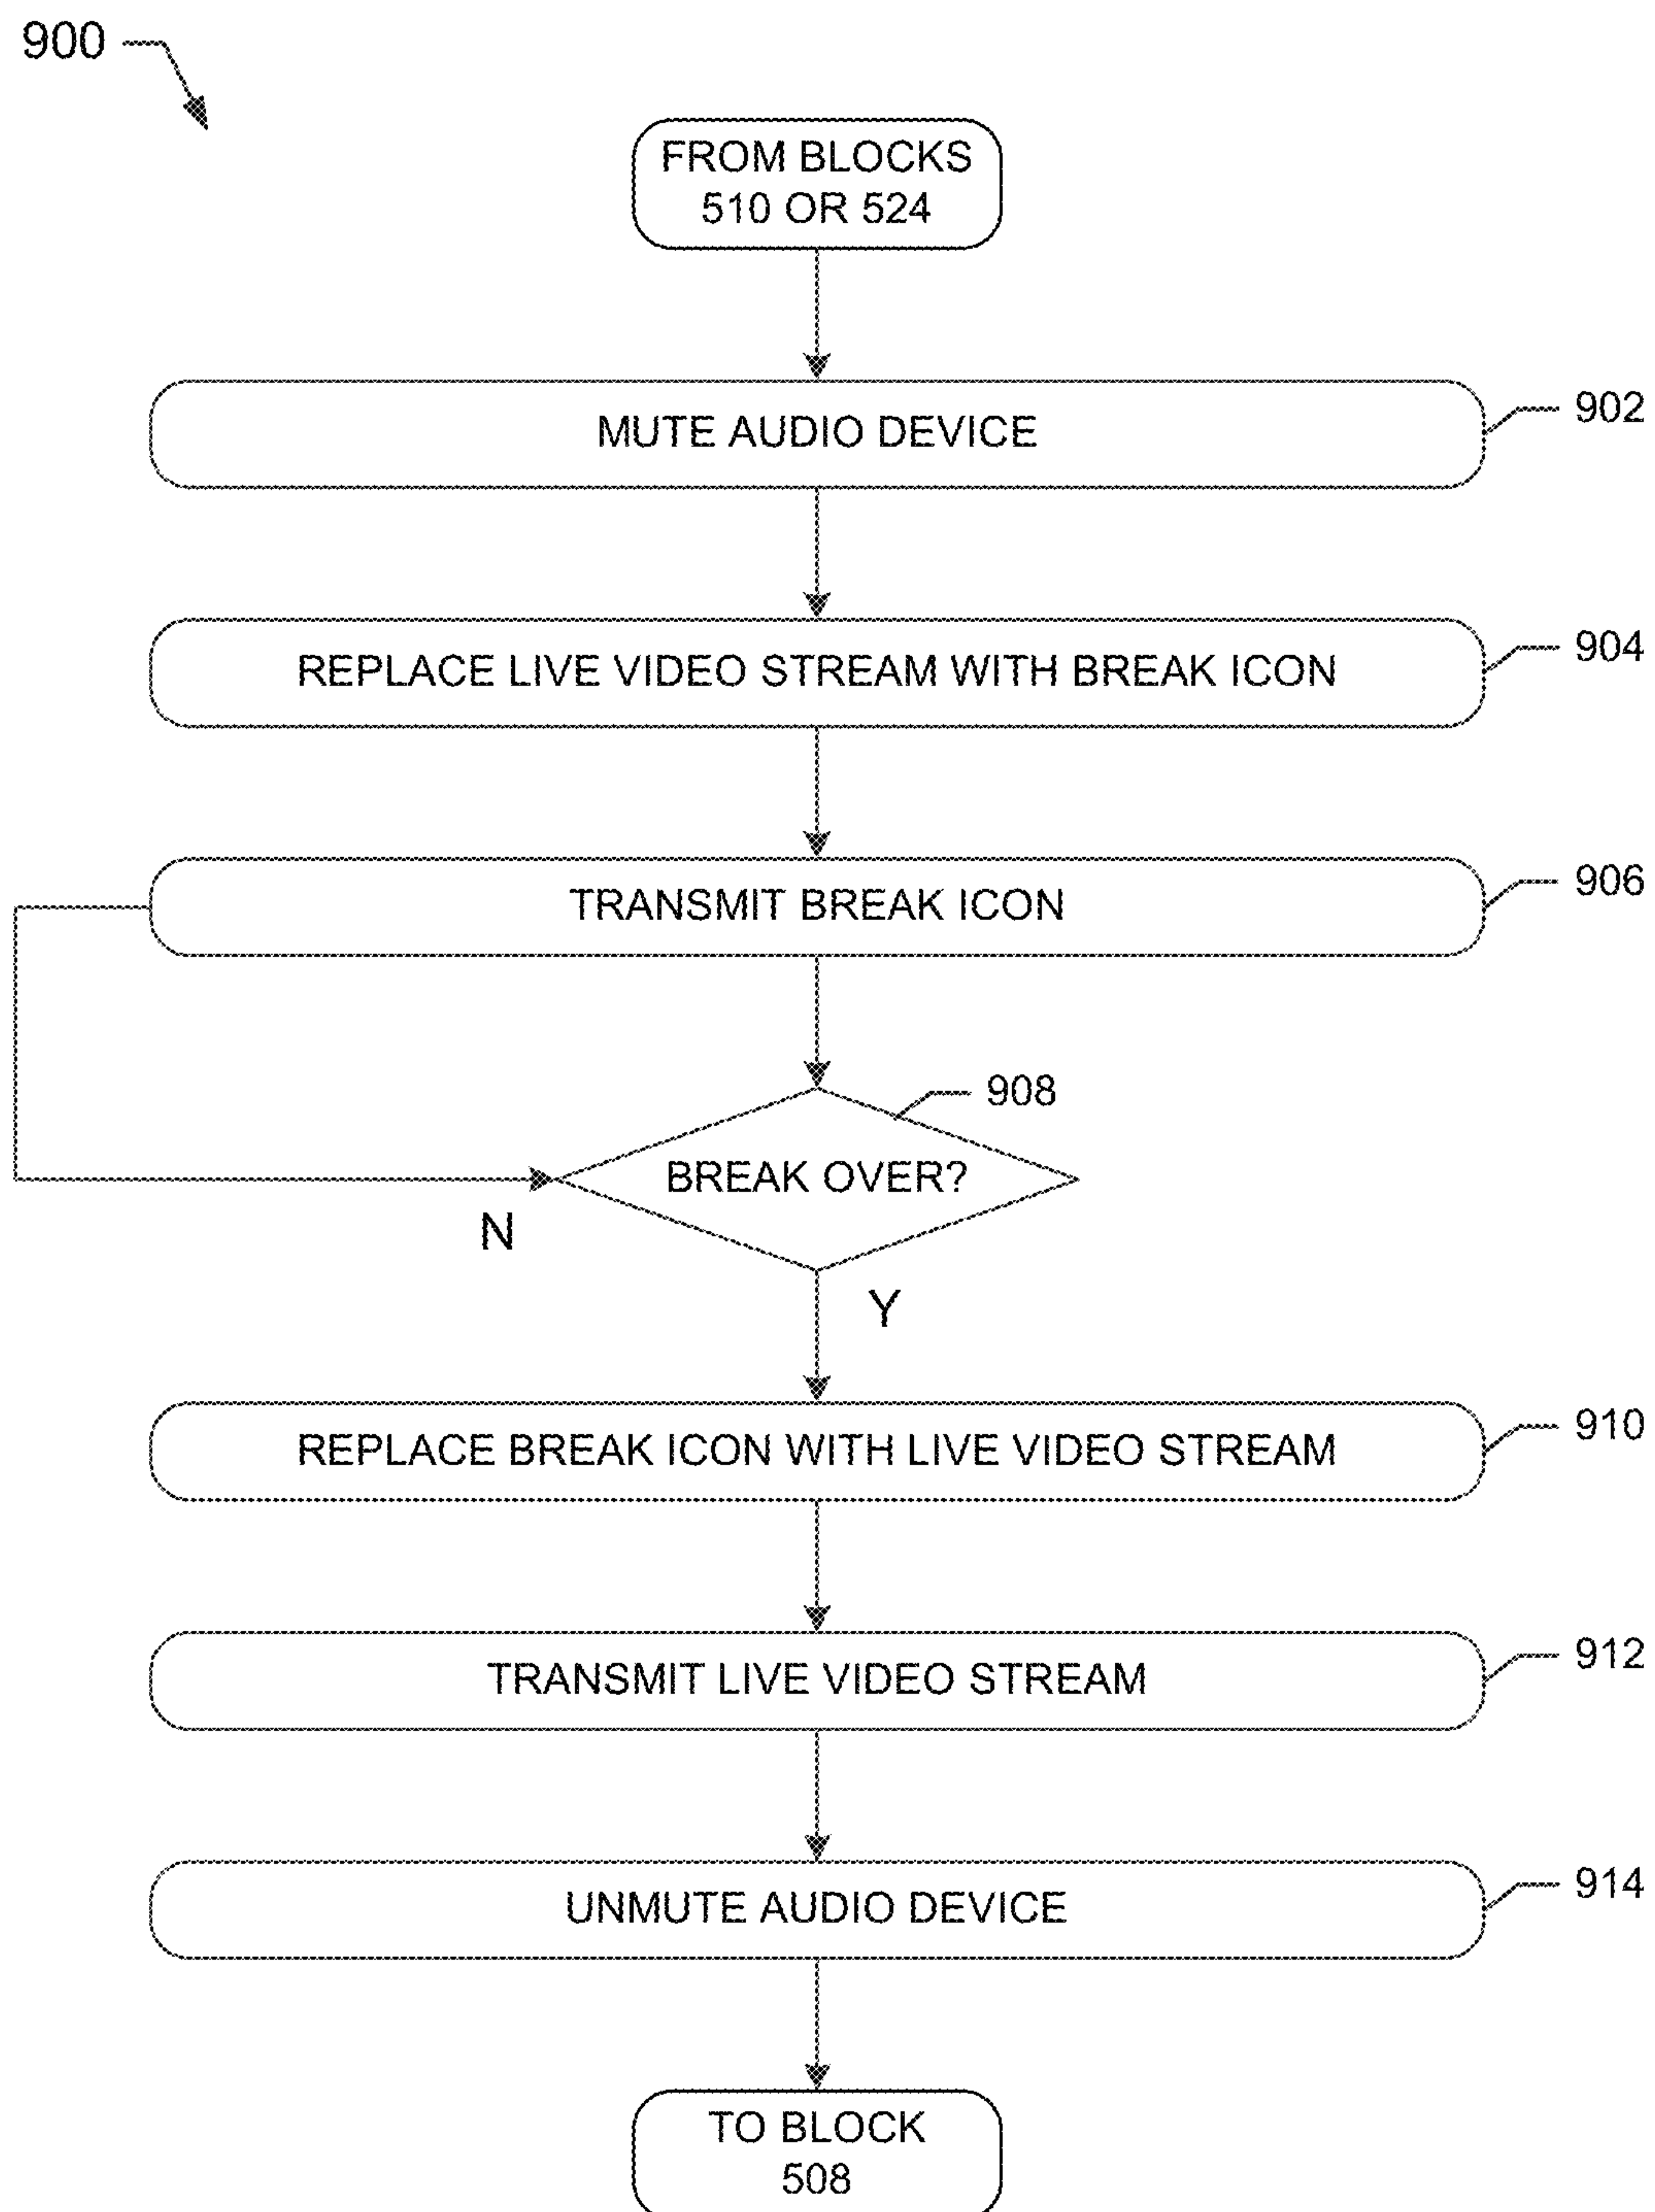 900
FROM BLOCKS
510 OR 524
MUTE AUDIO DEVICE
902
REPLACE LIVE VIDEO STREAM WITH BREAK ICON
904
TRANSMIT BREAK ICON
906
908
BREAK OVER?
N
Y
REPLACE BREAK ICON WITH LIVE VIDEO STREAM
910
TRANSMIT LIVE VIDEO STREAM
912
UNMUTE AUDIO DEVICE
914
TO BLOCK
508